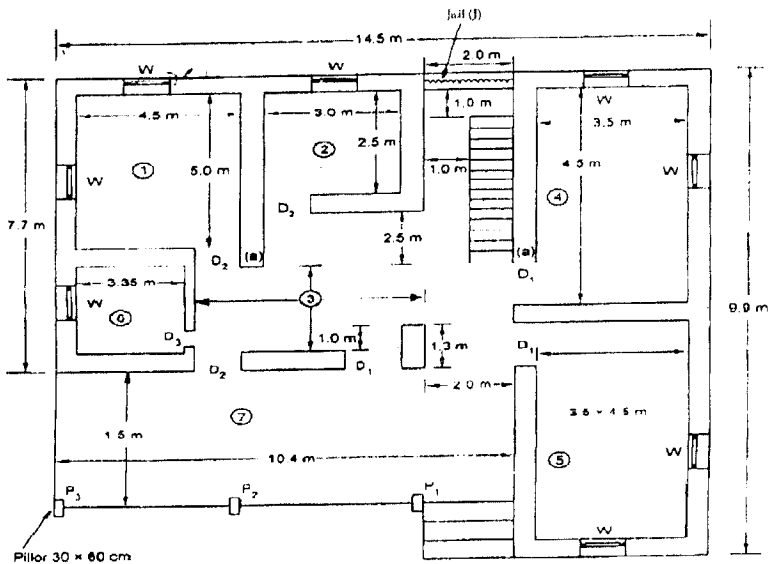 Jali (J)
14.5 m
2.0 m
W
W
W
1.0 m
4.5 m
3.0 m
3.5 m
①
5.0 m
②
2.5 m
1.0 m
4.5 m
W
W
④
7.7 m
D2
2.5 m
D2
(a)
(a)
D1
3.35 m
③
W
⑥
9.9 m
D3
1.0 m
1.3 m
D2
D1
D1
2.0 m
⑦
1.5 m
3.5 × 4.5 m
10.4 m
⑤
W
P3
P2
P1
W
Pillor 30 × 60 cm